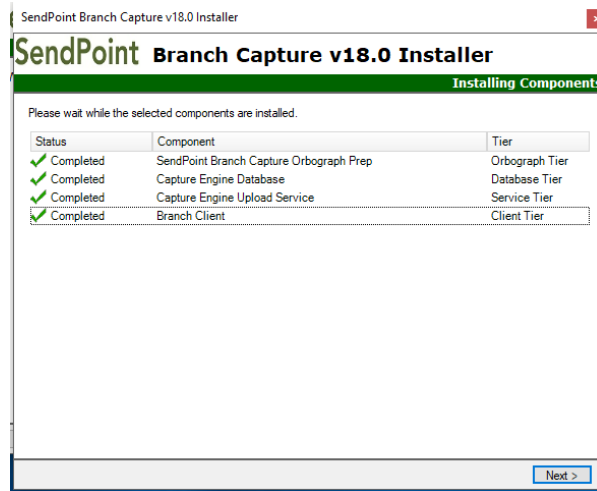 SendPoint Branch Capture v18.0 Installer
SendPoint Branch Capture v18.0 Installer
Installing Components
Please wait while the selected components are installed.
Status Component Tier
Completed SendPoint Branch Capture Orbograph Prep Orbograph Tier
Completed Capture Engine Database Database Tier
Completed Capture Engine Upload Service Service Tier
Completed Branch Client Client Tier
Next >